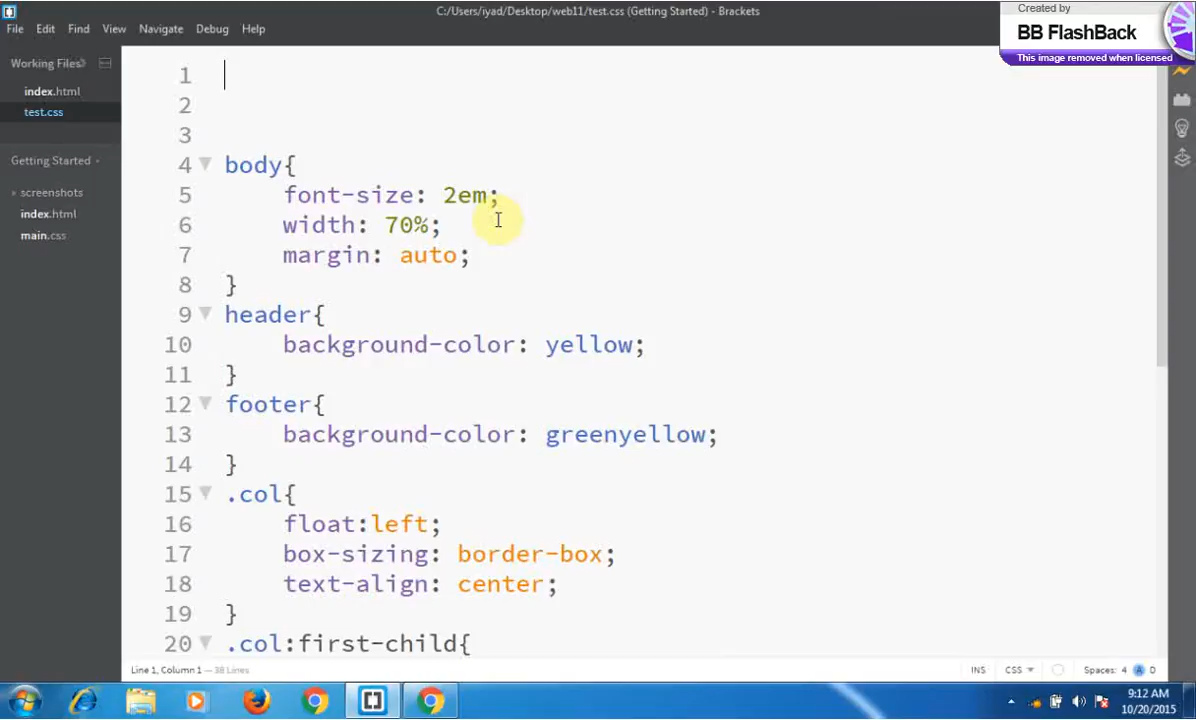 C:/Users/iyad/Desktop/web11/test.css (Getting Started) - Brackets
Created by
BB FlashBack
This image removed when licensed
File Edit Find View Navigate Debug Help
Working Files
index.html
test.css
Getting Started
screenshots
index.html
main.css
1
2
3
4 body{
5 font-size: 2em;
6 width: 70%;
7 margin: auto;
8 }
9 header{
10 background-color: yellow;
11 }
12 footer{
13 background-color: greenyellow;
14 }
15 .col{
16 float:left;
17 box-sizing: border-box;
18 text-align: center;
19 }
20 .col:first-child{
Line 1, Column 1 — 38 Lines
INS CSS Spaces: 4 A D
9:12 AM
10/20/2015